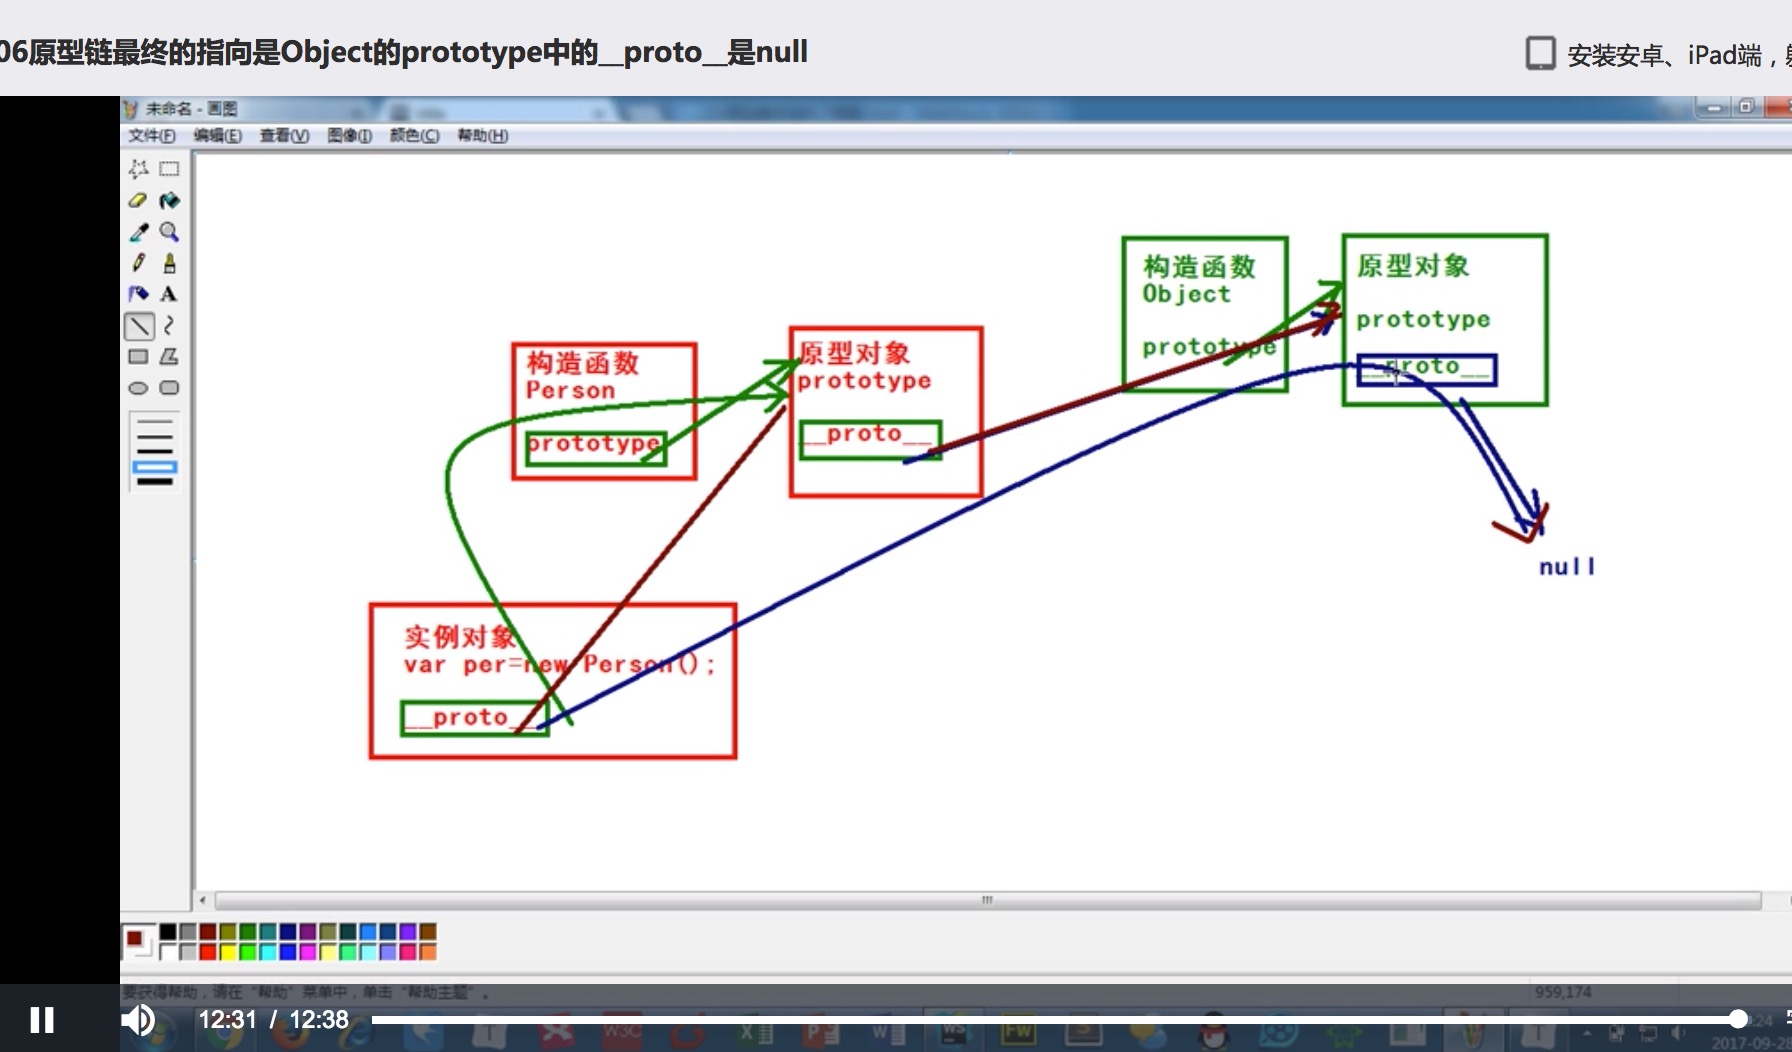 06原型链最终的指向是Object的prototype中的__proto__是null
安装安卓、iPad端，
未命名 - 画图
文件(F) 编辑(E) 查看(V) 图像(I) 颜色(C) 帮助(H)
构造函数
Object
prototype
原型对象
prototype
__proto__
构造函数
Person
prototype
原型对象
prototype
__proto__
null
实例对象
var per=new Person();
__proto__
要获得帮助，请在“帮助”菜单中，单击“帮助主题”。
959,174
12:31 / 12:38